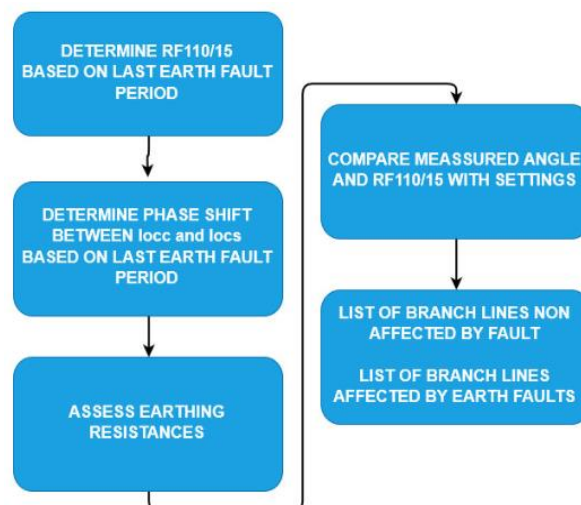 DETERMINE RF110/15
BASED ON LAST EARTH FAULT
PERIOD
DETERMINE PHASE SHIFT
BETWEEN Iocc and Iocs
BASED ON LAST EARTH FAULT
PERIOD
ASSESS EARTHING
RESISTANCES
COMPARE MEASSURED ANGLE
AND RF110/15 WITH SETTINGS
LIST OF BRANCH LINES NON
AFFECTED BY FAULT
LIST OF BRANCH LINES
AFFECTED BY EARTH FAULTS